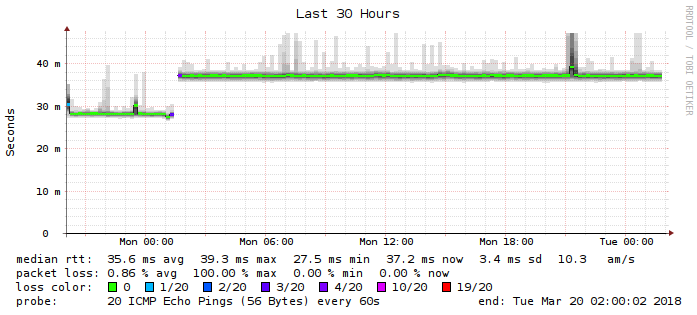 Last 30 Hours
RRDTOOL / TOBI OETIKER
Seconds
40 m
30 m
20 m
10 m
0
Mon 00:00 Mon 06:00 Mon 12:00 Mon 18:00 Tue 00:00
median rtt: 35.6 ms avg 39.3 ms max 27.5 ms min 37.2 ms now 3.4 ms sd 10.3 am/s
packet loss: 0.86 % avg 100.00 % max 0.00 % min 0.00 % now
loss color: 0 1/20 2/20 3/20 4/20 10/20 19/20
probe: 20 ICMP Echo Pings (56 Bytes) every 60s end: Tue Mar 20 02:00:02 2018